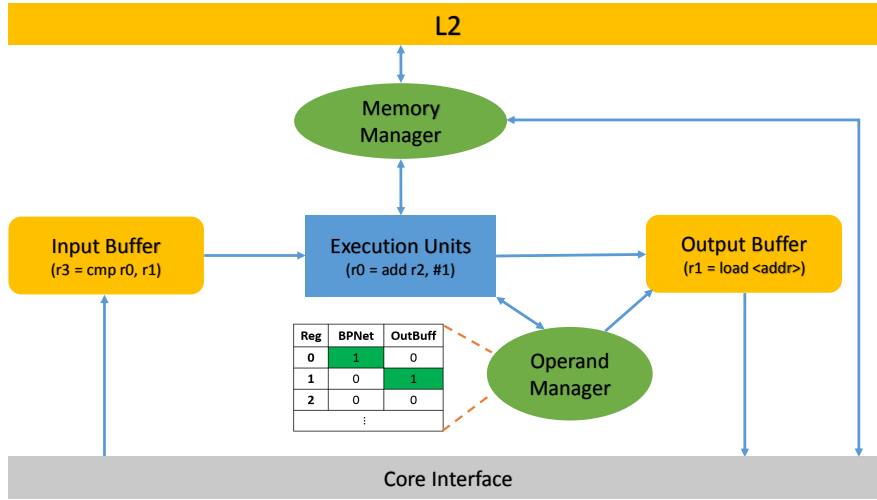 L2
Memory
Manager
Input Buffer
(r3 = cmp r0, r1)
Execution Units
(r0 = add r2, #1)
Output Buffer
(r1 = load <addr>)
Reg BPNet OutBuff
0 1 0
1 0 1
2 0 0
⋮
Operand
Manager
Core Interface